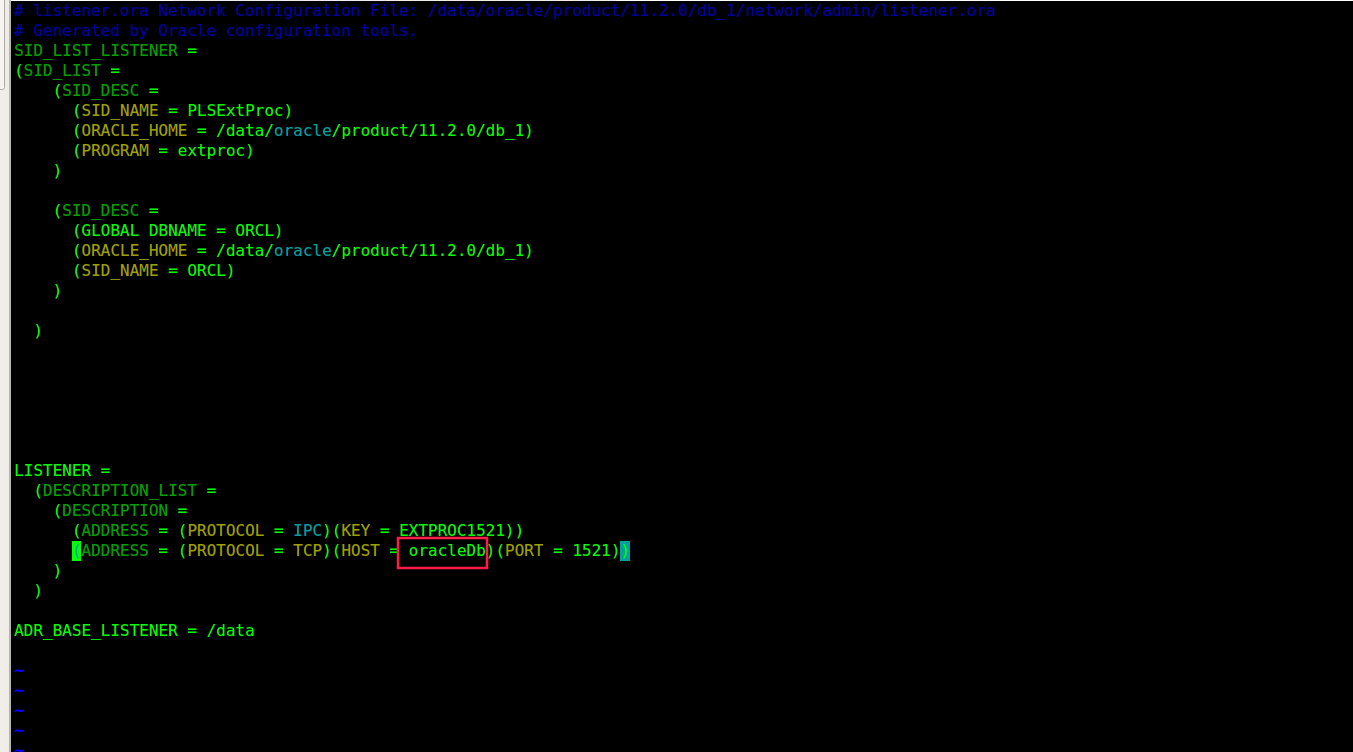 # listener.ora Network Configuration File: /data/oracle/product/11.2.0/db_1/network/admin/listener.ora
# Generated by Oracle configuration tools.
SID_LIST_LISTENER =
(SID_LIST =
(SID_DESC =
(SID_NAME = PLSExtProc)
(ORACLE_HOME = /data/oracle/product/11.2.0/db_1)
(PROGRAM = extproc)
)
(SID_DESC =
(GLOBAL DBNAME = ORCL)
(ORACLE_HOME = /data/oracle/product/11.2.0/db_1)
(SID_NAME = ORCL)
)
)
LISTENER =
(DESCRIPTION_LIST =
(DESCRIPTION =
(ADDRESS = (PROTOCOL = IPC)(KEY = EXTPROC1521))
(ADDRESS = (PROTOCOL = TCP)(HOST = oracleDb)(PORT = 1521))
)
)
ADR_BASE_LISTENER = /data
~
~
~
~
~